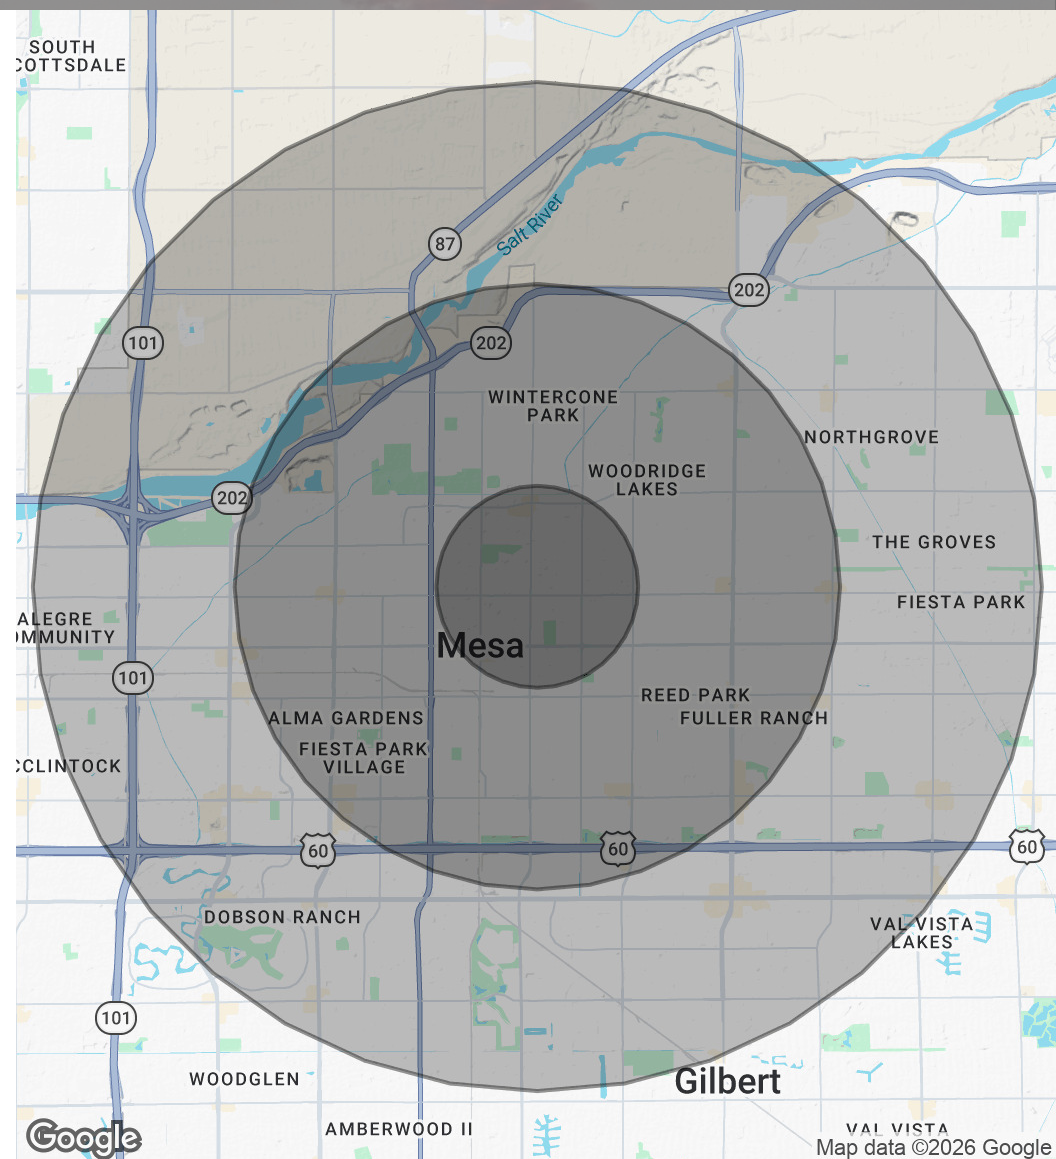 SOUTH
COTTSDALE
87
Salt River
202
101
202
WINTERCONE
PARK
NORTHGROVE
WOODRIDGE
LAKES
202
THE GROVES
FIESTA PARK
ALEGRE
OMMUNITY
Mesa
101
REED PARK
ALMA GARDENS
FULLER RANCH
FIESTA PARK
VILLAGE
CCLINTOCK
60
60
60
DOBSON RANCH
VAL VISTA
LAKES
101
WOODGLEN
Gilbert
AMBERWOOD II
VAL VISTA
Google
Map data ©2026 Google